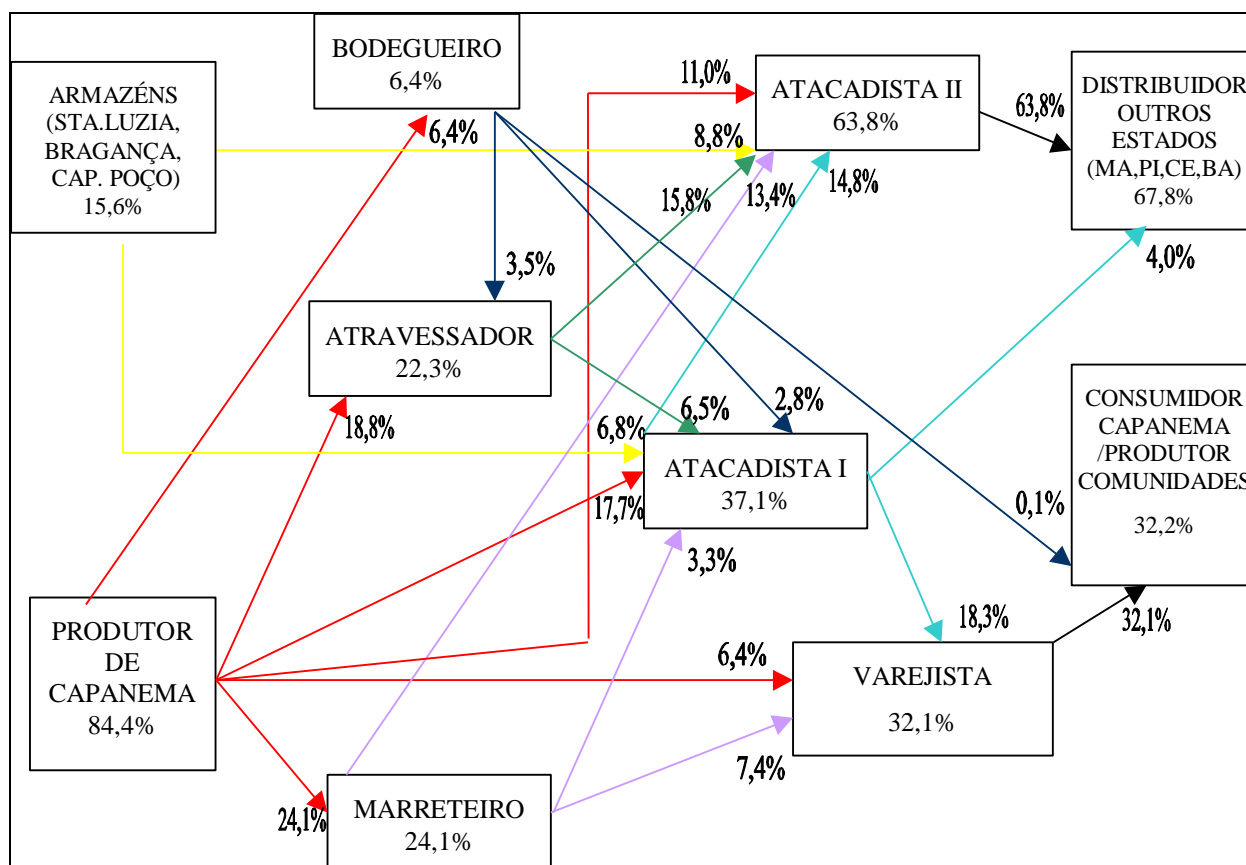 BODEGUEIRO
6,4%
ARMAZÉNS
(STA.LUZIA,
BRAGANÇA,
CAP. POÇO)
15,6%
6,4%
11,0%
ATACADISTA II
63,8%
63,8%
DISTRIBUIDOR
OUTROS
ESTADOS
(MA,PI,CE,BA)
67,8%
8,8%
15,8%
13,4%
14,8%
4,0%
3,5%
ATRAVESSADOR
22,3%
18,8%
6,8%
6,5%
2,8%
ATACADISTA I
37,1%
17,7%
3,3%
CONSUMIDOR
CAPANEMA
/PRODUTOR
COMUNIDADES
32,2%
0,1%
PRODUTOR
DE
CAPANEMA
84,4%
18,3%
32,1%
6,4%
VAREJISTA
32,1%
7,4%
24,1%
MARRETEIRO
24,1%